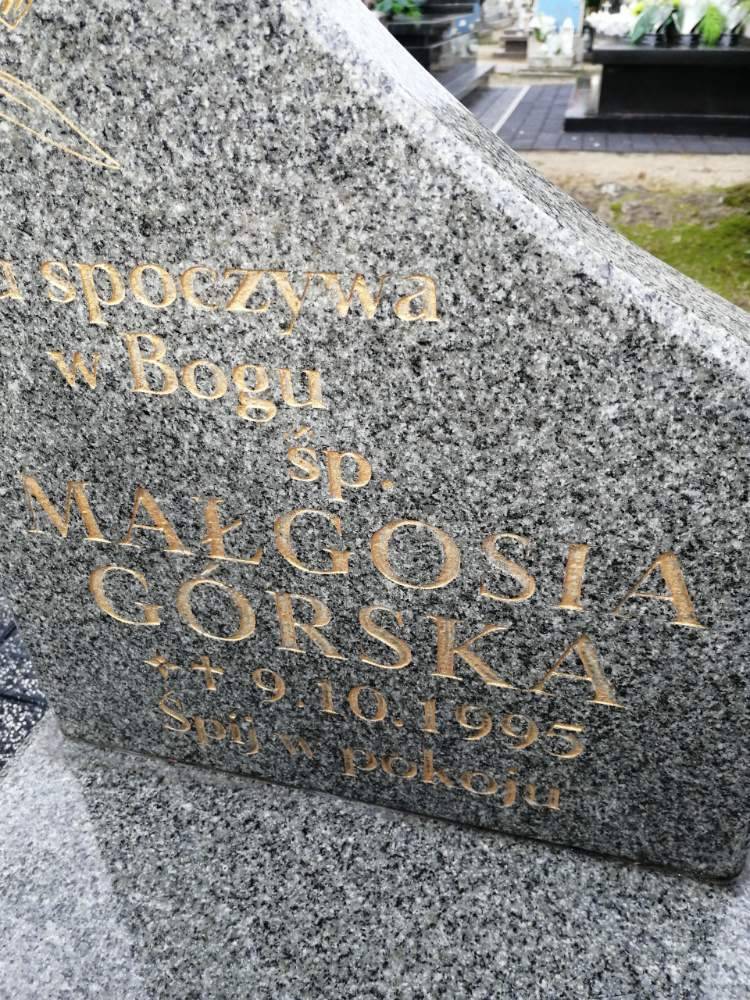 spoczywa
w Bogu
śp.
MAŁGOSIA
GÓRSKA
* † 9.10.1995
Śpij w pokoju